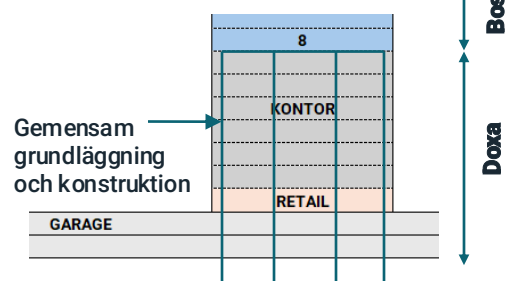 8
KONTOR
Gemensam
grundläggning
och konstruktion
RETAIL
GARAGE
Doxa